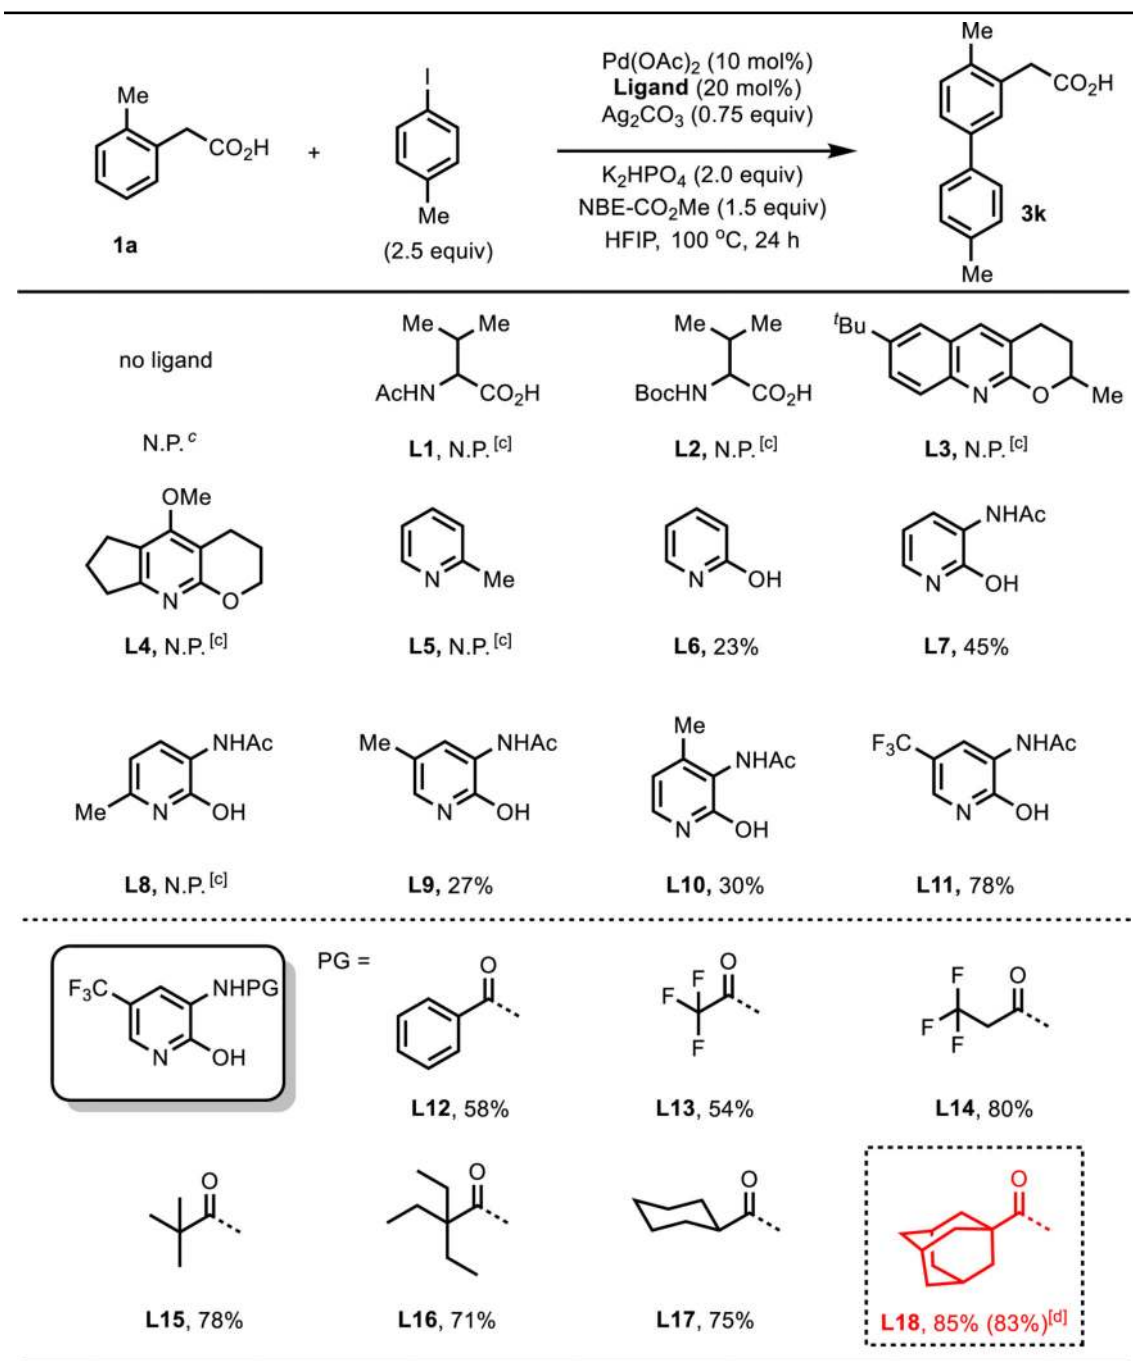 Me
CO₂H
1a
+
I
Me
(2.5 equiv)
Pd(OAc)₂ (10 mol%)
Ligand (20 mol%)
Ag₂CO₃ (0.75 equiv)
K₂HPO₄ (2.0 equiv)
NBE-CO₂Me (1.5 equiv)
HFIP, 100 °C, 24 h
Me
CO₂H
3k
Me
no ligand
N.P. ᶜ
Me Me
AcHN CO₂H
L1, N.P. [c]
Me Me
BocHN CO₂H
L2, N.P. [c]
ᵗBu
N O Me
L3, N.P. [c]
OMe
N O
L4, N.P. [c]
N Me
L5, N.P. [c]
N OH
L6, 23%
NHAc
N OH
L7, 45%
NHAc
Me N OH
L8, N.P. [c]
Me NHAc
N OH
L9, 27%
Me
NHAc
N OH
L10, 30%
F₃C NHAc
N OH
L11, 78%
F₃C NHPG
N OH
PG =
O
L12, 58%
F O
F
F
L13, 54%
F O
F
F
L14, 80%
O
L15, 78%
O
L16, 71%
O
L17, 75%
O
L18, 85% (83%)[d]